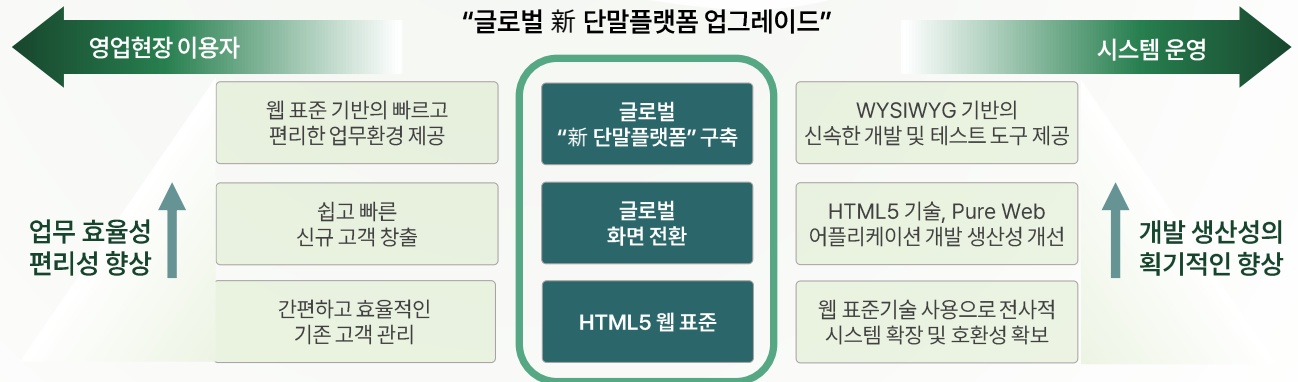 “글로벌 新 단말플랫폼 업그레이드”
영업현장 이용자
시스템 운영
웹 표준 기반의 빠르고
편리한 업무환경 제공
글로벌
“新 단말플랫폼” 구축
WYSIWYG 기반의
신속한 개발 및 테스트 도구 제공
업무 효율성
편리성 향상
쉽고 빠른
신규 고객 창출
글로벌
화면 전환
HTML5 기술, Pure Web
어플리케이션 개발 생산성 개선
개발 생산성의
획기적인 향상
간편하고 효율적인
기존 고객 관리
HTML5 웹 표준
웹 표준기술 사용으로 전사적
시스템 확장 및 호환성 확보